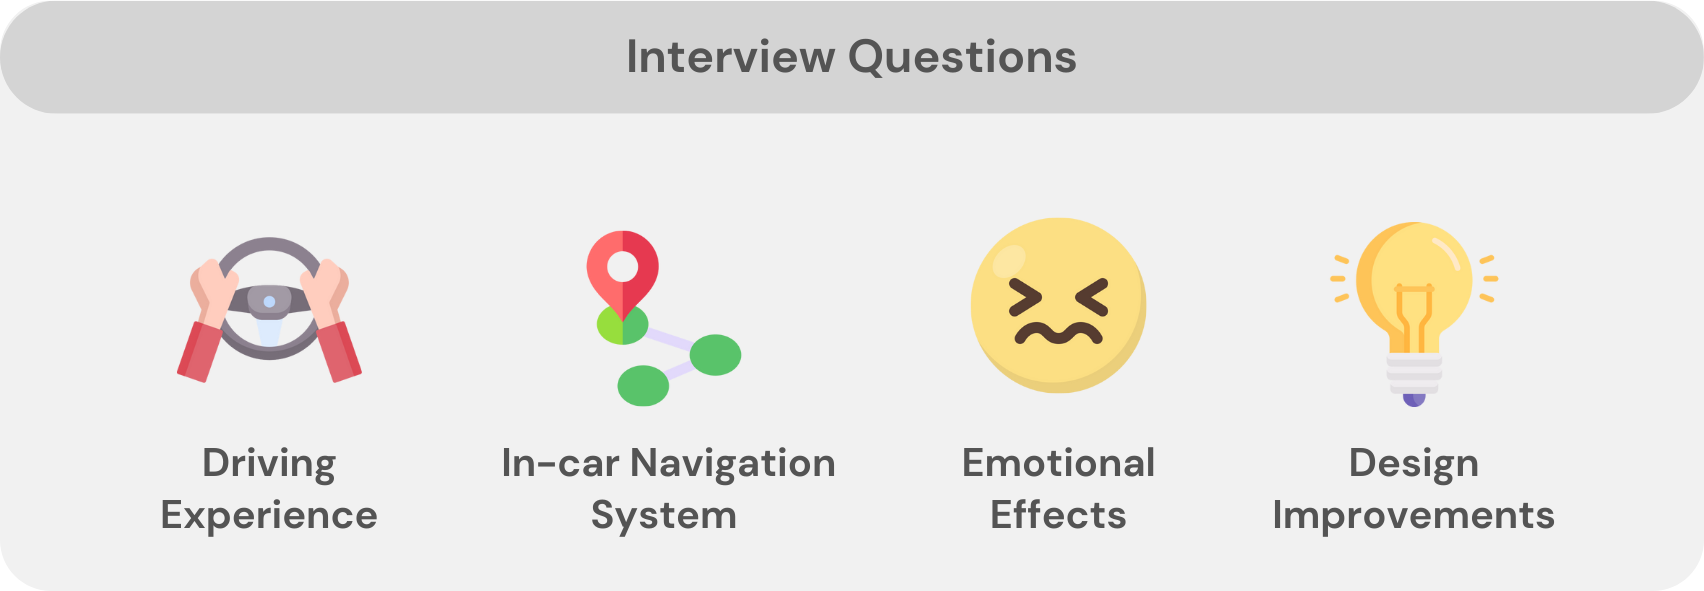 Interview Questions
Driving
Experience
In-car Navigation
System
Emotional
Effects
Design
Improvements